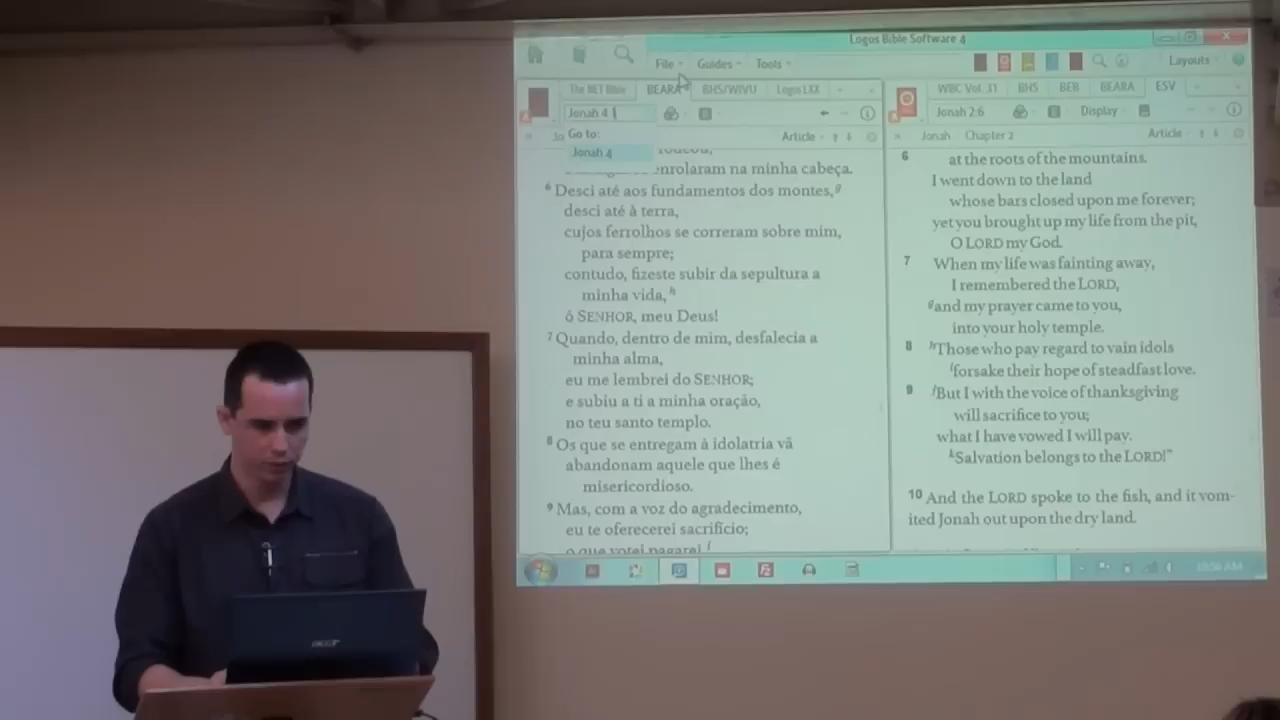 Logos Bible Software 4
File Guides Tools
Layouts
The NET Bible BEARA BHS/WIVU Logos LXX
WBC Vol. 31 BHS BEB BEARA ESV
Jonah 4
Jonah 2:6 Display
Go to:
Article
Jonah Chapter 2 Article
Jonah 4
enrolaram na minha cabeça.
6 Desci até aos fundamentos dos montes,g
desci até à terra,
cujos ferrolhos se correram sobre mim,
para sempre;
contudo, fizeste subir da sepultura a
minha vida,h
ó SENHOR, meu Deus!
7 Quando, dentro de mim, desfalecia a
minha alma,
eu me lembrei do SENHOR;
e subiu a ti a minha oração,
no teu santo templo.
8 Os que se entregam à idolatria vã
abandonam aquele que lhes é
misericordioso.
9 Mas, com a voz do agradecimento,
eu te oferecerei sacrifício;
o que votei pagarei
6 at the roots of the mountains.
I went down to the land
whose bars closed upon me forever;
yet you brought up my life from the pit,
O LORD my God.
7 When my life was fainting away,
I remembered the LORD,
g and my prayer came to you,
into your holy temple.
8 h Those who pay regard to vain idols
i forsake their hope of steadfast love.
9 j But I with the voice of thanksgiving
will sacrifice to you;
what I have vowed I will pay.
k Salvation belongs to the LORD!”
10 And the LORD spoke to the fish, and it vom-
ited Jonah out upon the dry land.
acer